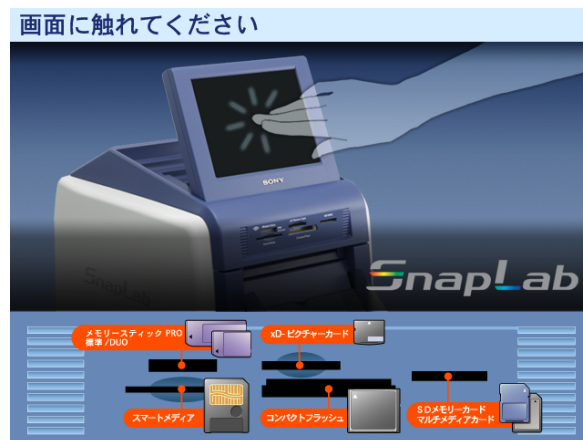 画面に触れてください
SONY
SnapLab
SnapLab
メモリースティック PRO
標準/DUO
xD-ピクチャーカード
スマートメディア
コンパクトフラッシュ
SDメモリーカード
マルチメディアカード